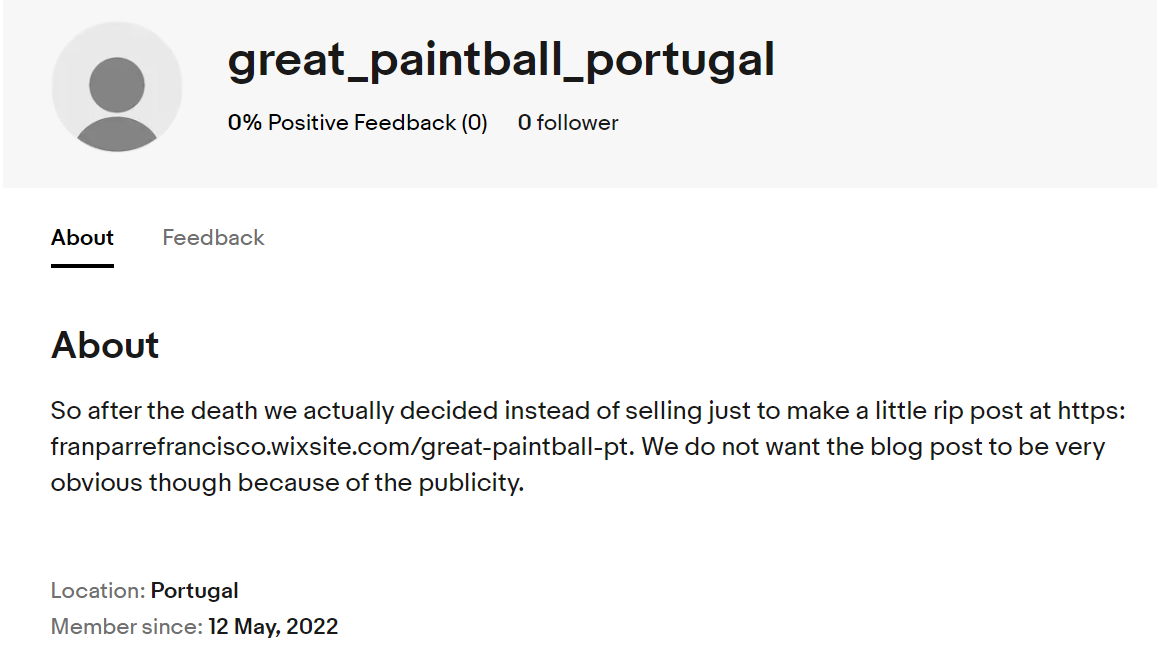 great_paintball_portugal
0% Positive Feedback (0) 0 follower
About Feedback
About
So after the death we actually decided instead of selling just to make a little rip post at https:
franparrefrancisco.wixsite.com/great-paintball-pt. We do not want the blog post to be very
obvious though because of the publicity.
Location: Portugal
Member since: 12 May, 2022